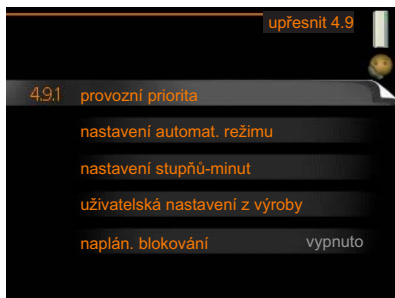 upřesnit 4.9
4.9.1 provozní priorita
nastavení automat. režimu
nastavení stupňů-minut
uživatelská nastavení z výroby
naplán. blokování vypnuto